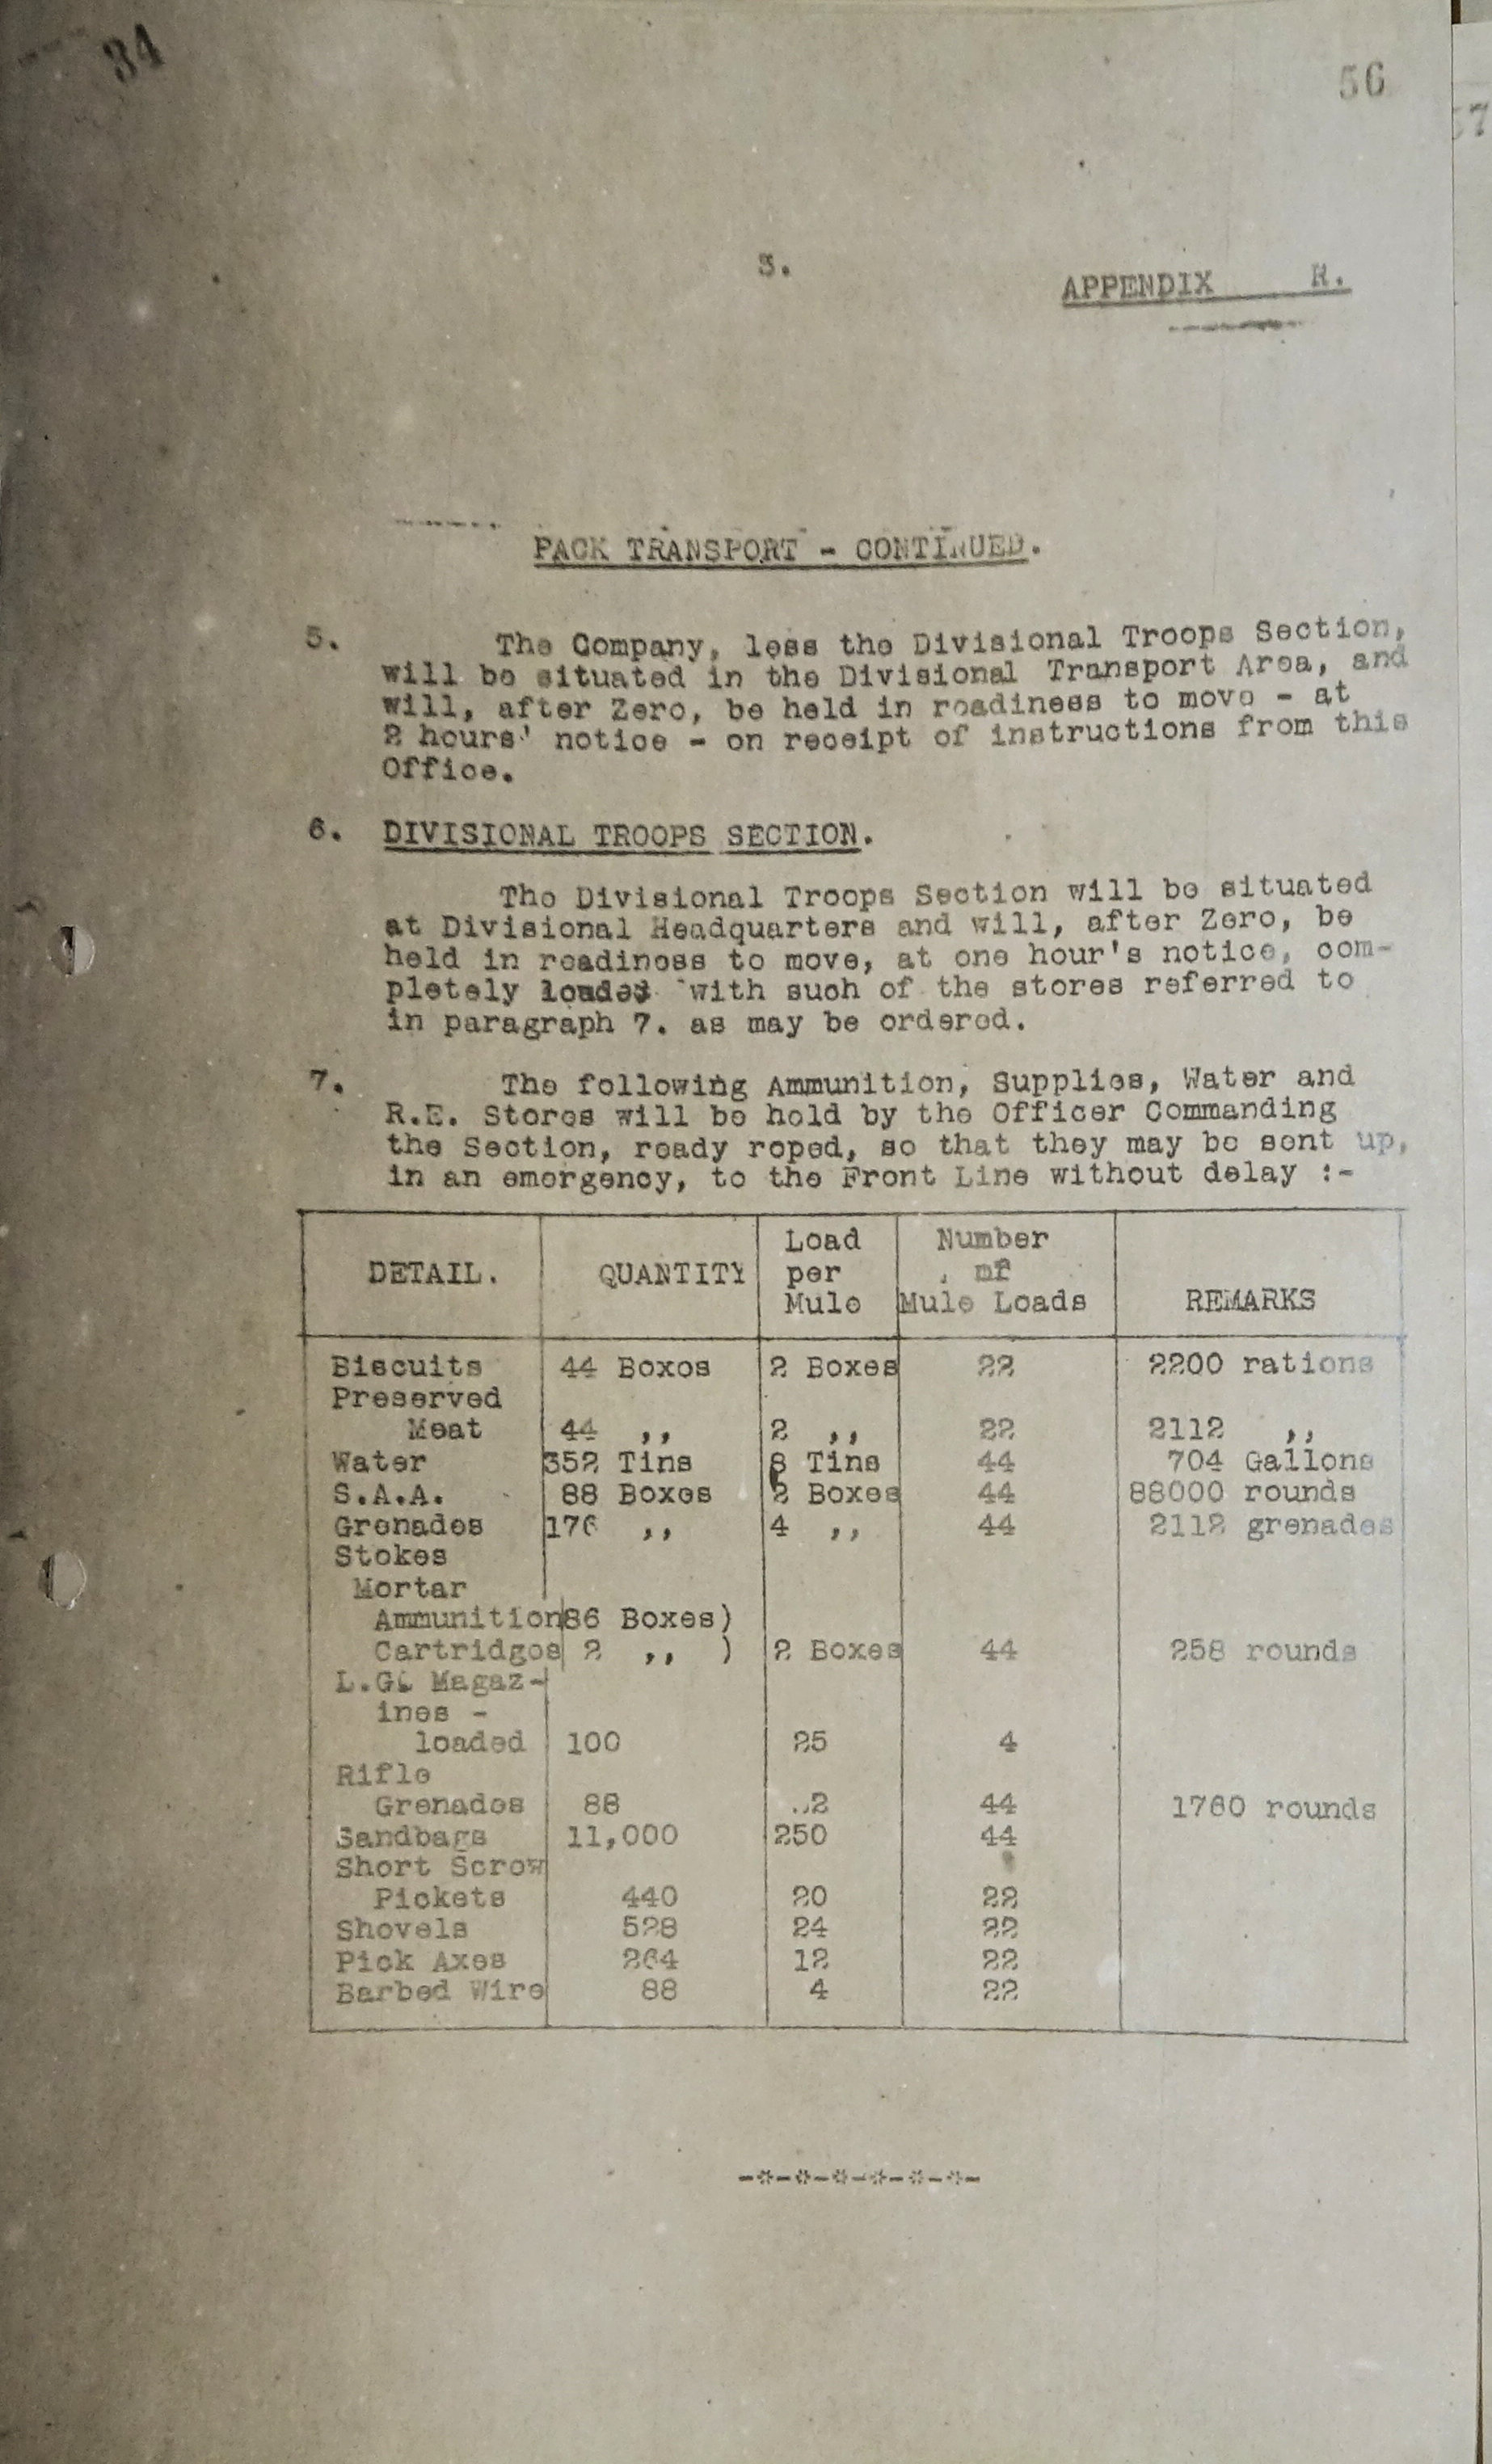 34
56
57
3.
APPENDIX R.
PACK TRANSPORT - CONTINUED.
5. The Company, less the Divisional Troops Section,
will be situated in the Divisional Transport Area, and
will, after Zero, be held in readiness to move - at
2 hours' notice - on receipt of instructions from this
Office.
6. DIVISIONAL TROOPS SECTION.
The Divisional Troops Section will be situated
at Divisional Headquarters and will, after Zero, be
held in readiness to move, at one hour's notice, com-
pletely loaded with such of the stores referred to
in paragraph 7. as may be ordered.
7. The following Ammunition, Supplies, Water and
R.E. Stores will be held by the Officer Commanding
the Section, ready roped, so that they may be sent up,
in an emergency, to the Front Line without delay :-
DETAIL. QUANTITY Load per Mule Number of Mule Loads REMARKS
Biscuits 44 Boxes 2 Boxes 22 2200 rations
Preserved
Meat 44 ,, 2 ,, 22 2112 ,,
Water 352 Tins 8 Tins 44 704 Gallons
S.A.A. 88 Boxes 2 Boxes 44 88000 rounds
Grenades 176 ,, 4 ,, 44 2112 grenades
Stokes
Mortar
Ammunition 86 Boxes)
Cartridges 2 ,, ) 2 Boxes 44 258 rounds
L.G. Magaz-
ines -
loaded 100 25 4
Rifle
Grenades 88 2 44 1760 rounds
Sandbags 11,000 250 44
Short Screw
Pickets 440 20 22
Shovels 528 24 22
Pick Axes 264 12 22
Barbed Wire 88 4 22
-*-*-*-*-*-*-